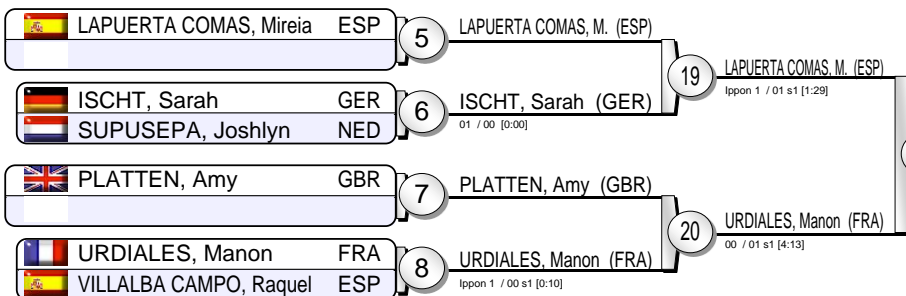 LAPUERTA COMAS, Mireia ESP
5
LAPUERTA COMAS, M. (ESP)
19
LAPUERTA COMAS, M. (ESP)
Ippon 1 / 01 s1 [1:29]
ISCHT, Sarah GER
SUPUSEPA, Joshlyn NED
6
ISCHT, Sarah (GER)
01 / 00 [0:00]
PLATTEN, Amy GBR
7
PLATTEN, Amy (GBR)
20
URDIALES, Manon (FRA)
00 / 01 s1 [4:13]
URDIALES, Manon FRA
VILLALBA CAMPO, Raquel ESP
8
URDIALES, Manon (FRA)
Ippon 1 / 00 s1 [0:10]